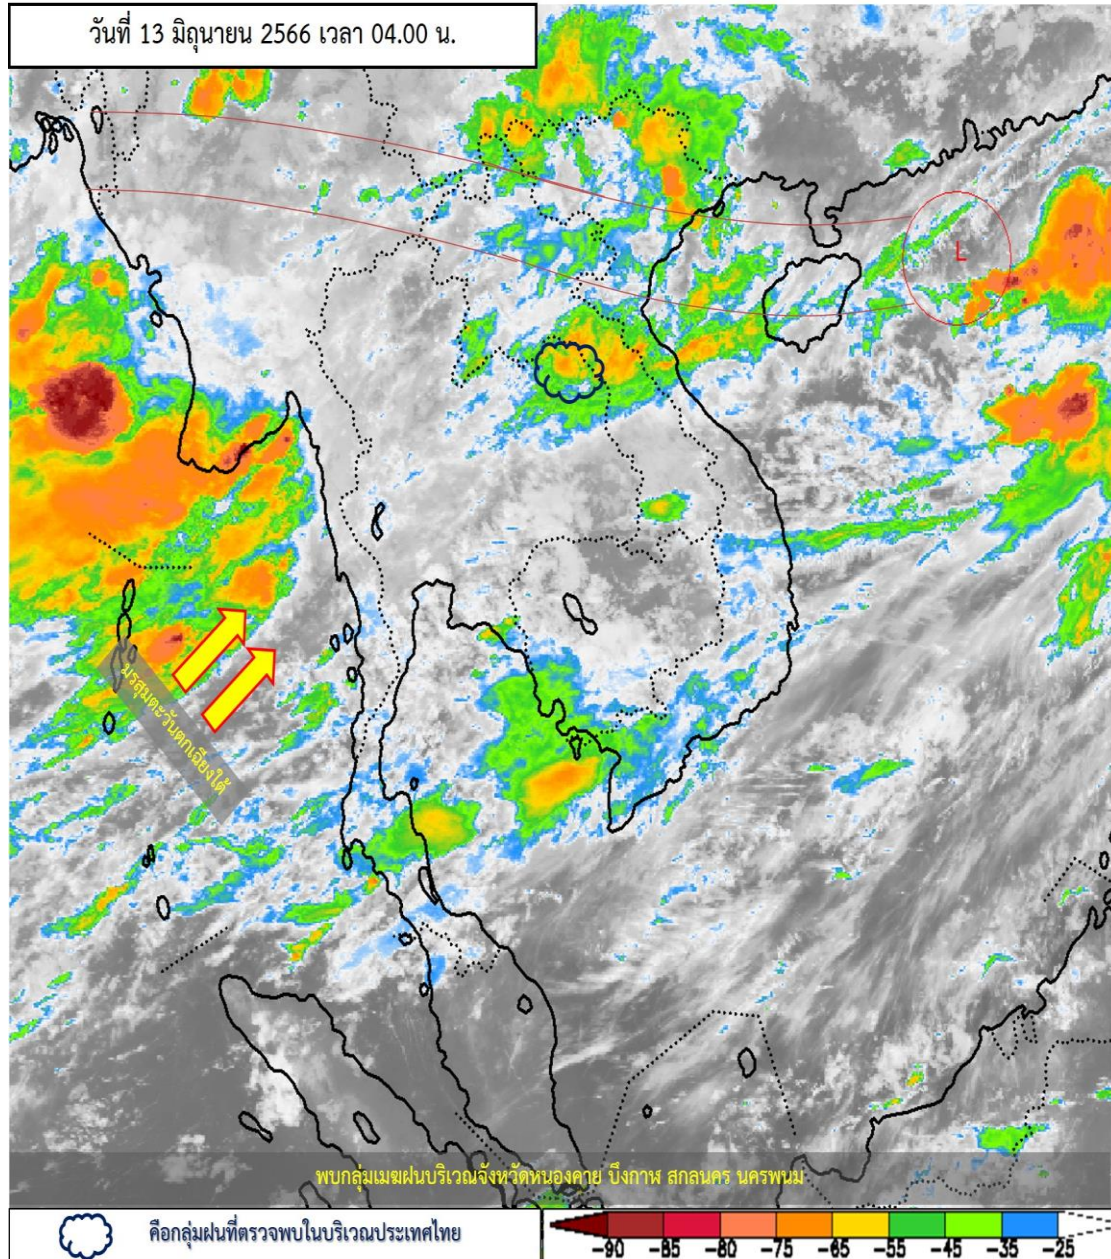 วันที่ 13 มิถุนายน 2566 เวลา 04.00 น.
L
มรสุมตะวันตกเฉียงใต้
พบกลุ่มเมฆฝนบริเวณจังหวัดหนองคาย บึงกาฬ สกลนคร นครพนม
คือกลุ่มฝนที่ตรวจพบในบริเวณประเทศไทย
-90 -85 -80 -75 -65 -55 -45 -35 -25